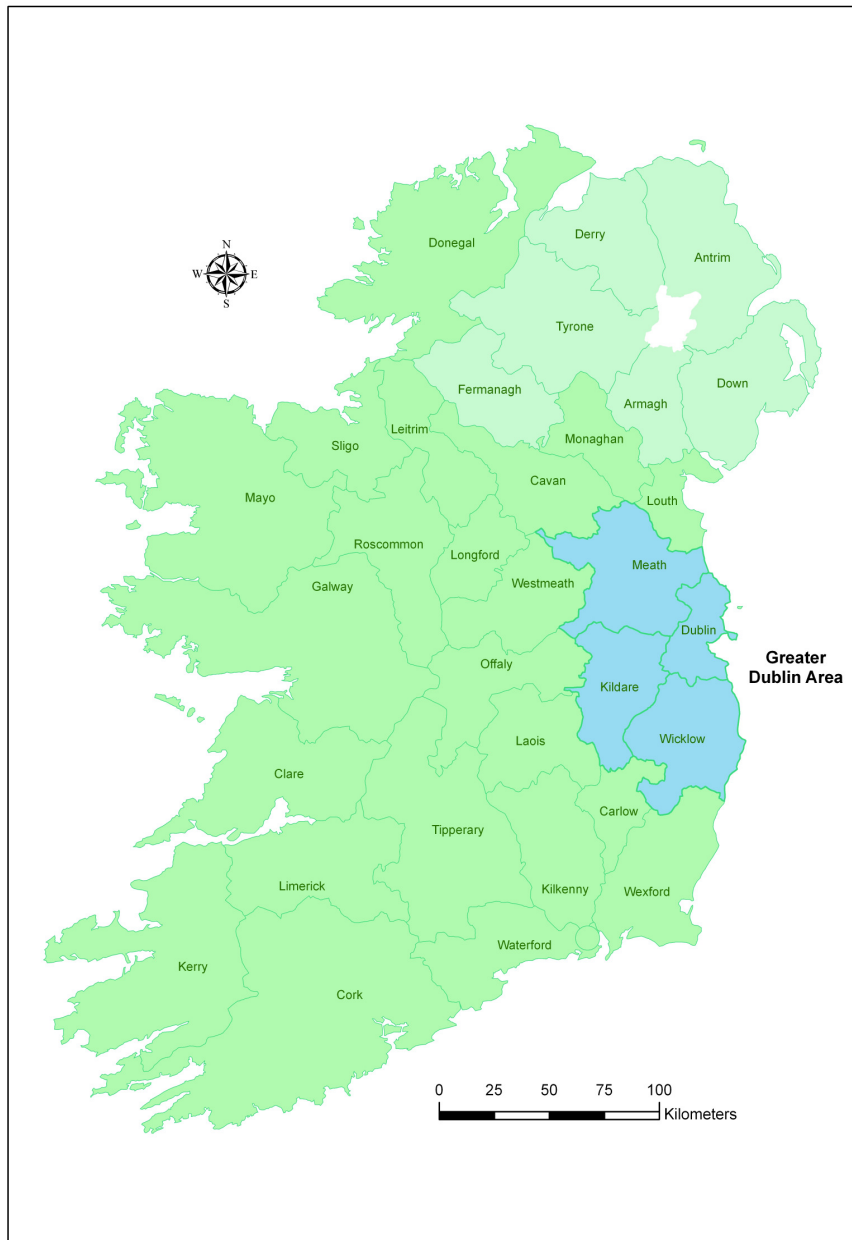 Derry
Donegal
Antrim
N
W
E
S
Tyrone
Down
Fermanagh
Armagh
Leitrim
Monaghan
Sligo
Cavan
Mayo
Louth
Roscommon
Longford
Meath
Galway
Westmeath
Dublin
Greater
Dublin Area
Offaly
Kildare
Wicklow
Laois
Clare
Carlow
Tipperary
Limerick
Kilkenny
Wexford
Waterford
Kerry
Cork
0 25 50 75 100
Kilometers